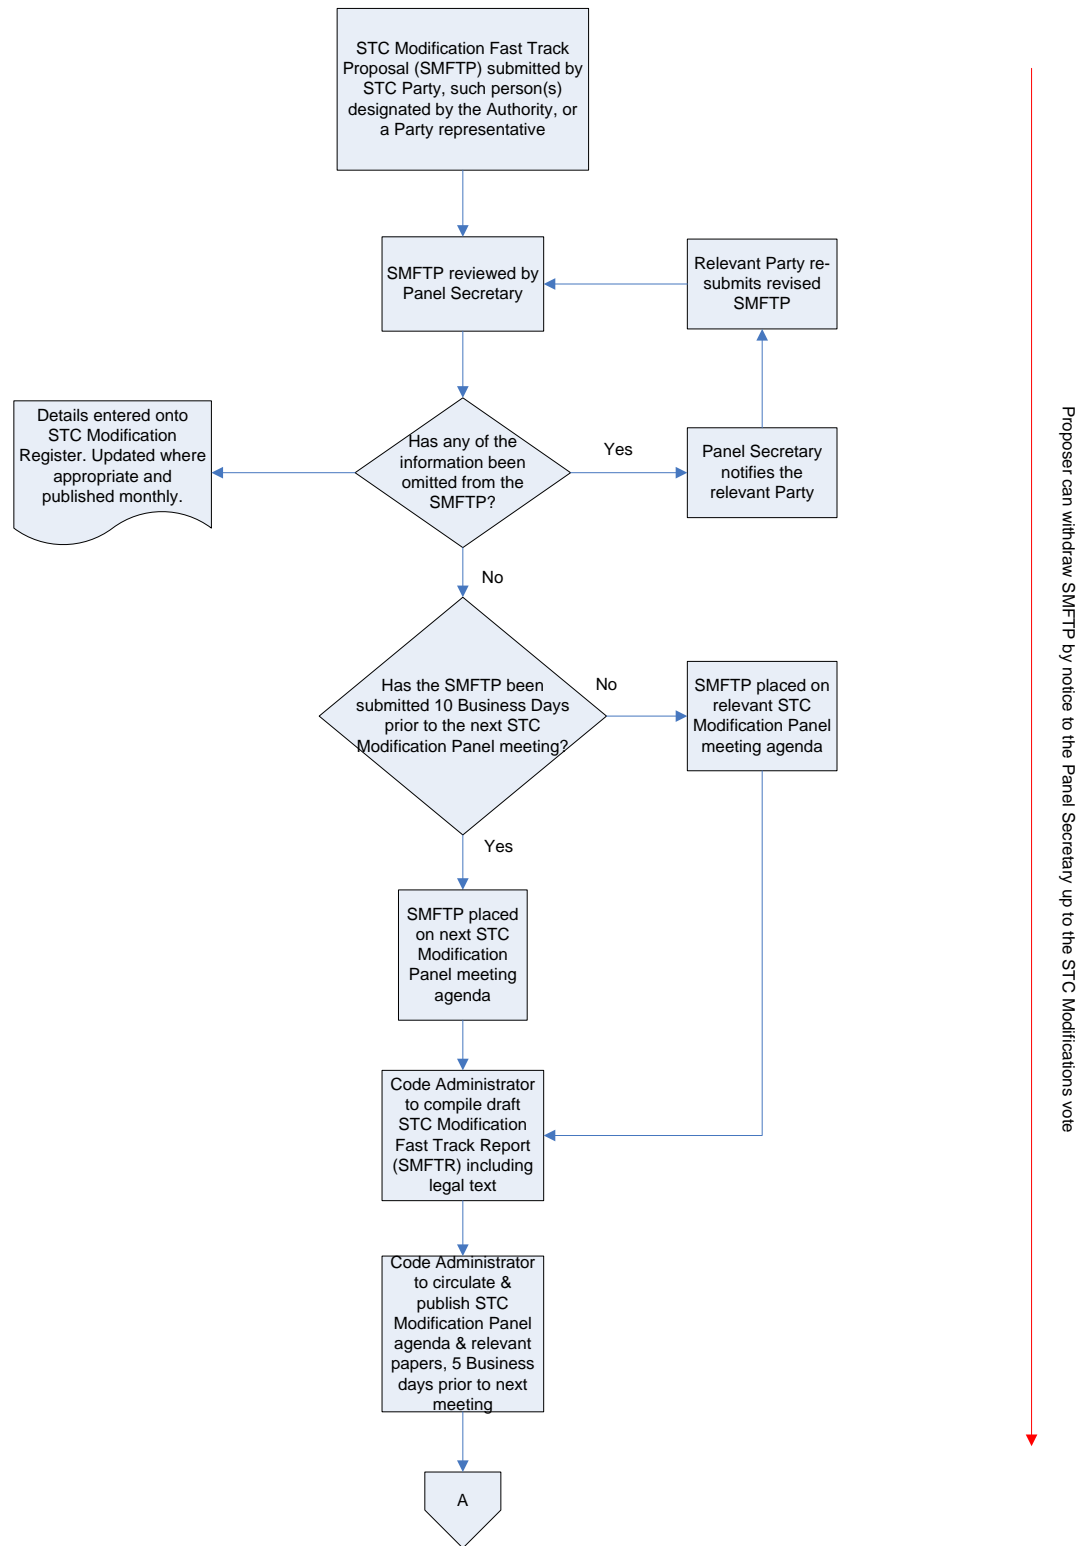 STC Modification Fast Track
Proposal (SMFTP) submitted by
STC Party, such person(s)
designated by the Authority, or
a Party representative
SMFTP reviewed by
Panel Secretary
Relevant Party re-
submits revised
SMFTP
Details entered onto
STC Modification
Register. Updated where
appropriate and
published monthly.
Has any of the
information been
omitted from the
SMFTP?
Yes
Panel Secretary
notifies the
relevant Party
No
Has the SMFTP been
submitted 10 Business Days
prior to the next STC
Modification Panel meeting?
No
SMFTP placed on
relevant STC
Modification Panel
meeting agenda
Yes
SMFTP placed
on next STC
Modification
Panel meeting
agenda
Code Administrator
to compile draft
STC Modification
Fast Track Report
(SMFTR) including
legal text
Code Administrator
to circulate &
publish STC
Modification Panel
agenda & relevant
papers, 5 Business
days prior to next
meeting
A
Proposer can withdraw SMFTP by notice to the Panel Secretary up to the STC Modifications vote